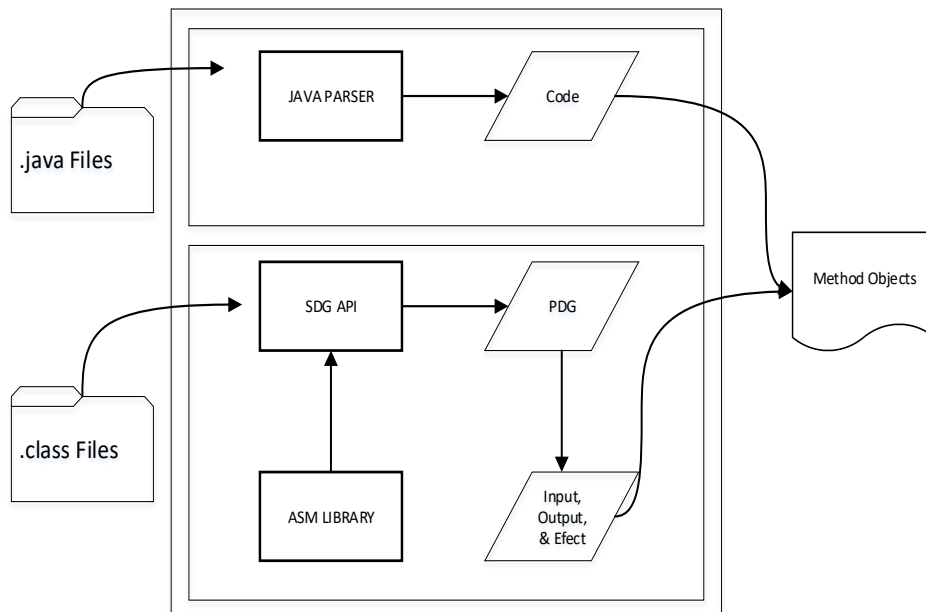 JAVA PARSER
Code
.java Files
Method Objects
SDG API
PDG
.class Files
ASM LIBRARY
Input,
Output,
& Efect